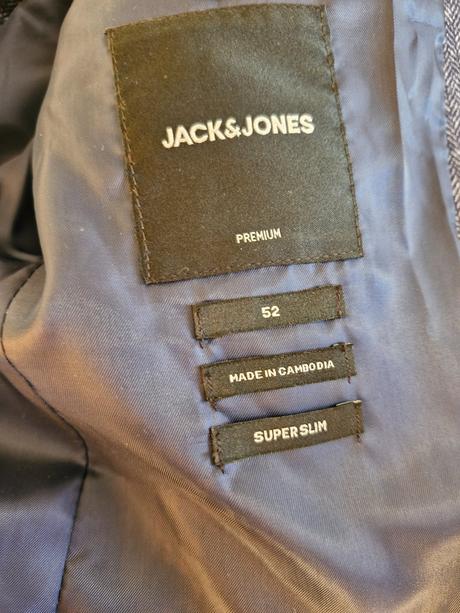 JACK&JONES
PREMIUM
52
MADE IN CAMBODIA
SUPER SLIM